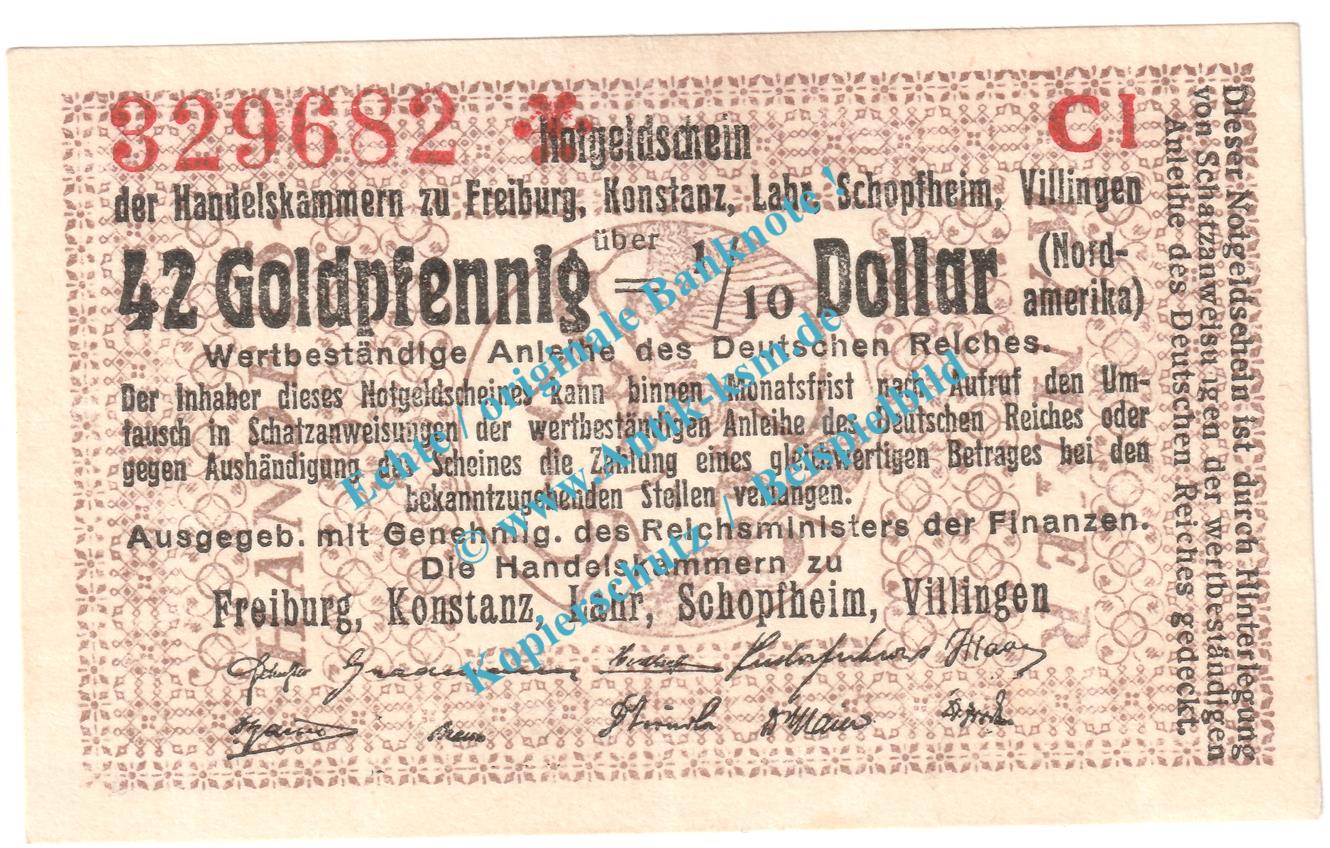 329682
CI
Notgeldschein
der Handelskammern zu Freiburg, Konstanz, Lahr, Schopfheim, Villingen
über
42 Goldpfennig = 1/10 Dollar (Nord-
amerika)
Wertbeständige Anleihe des Deutschen Reiches.
Der Inhaber dieses Notgeldscheines kann binnen Monatsfrist nach Aufruf den Um-
tausch in Schatzanweisungen der wertbeständigen Anleihe des Deutschen Reiches oder
gegen Aushändigung des Scheines die Zahlung eines gleichwertigen Betrages bei den
bekanntzugebenden Stellen verlangen.
Ausgegeb. mit Genehmig. des Reichsministers der Finanzen.
Die Handelskammern zu
Freiburg, Konstanz, Lahr, Schopfheim, Villingen
Dieser Notgeldschein ist durch Hinterlegung
von Schatzanweisungen der wertbeständigen
Anleihe des Deutschen Reiches gedeckt.
Echte / originale Banknote !
© www.Antik-ksm.de
Kopierschutz / Beispielbild